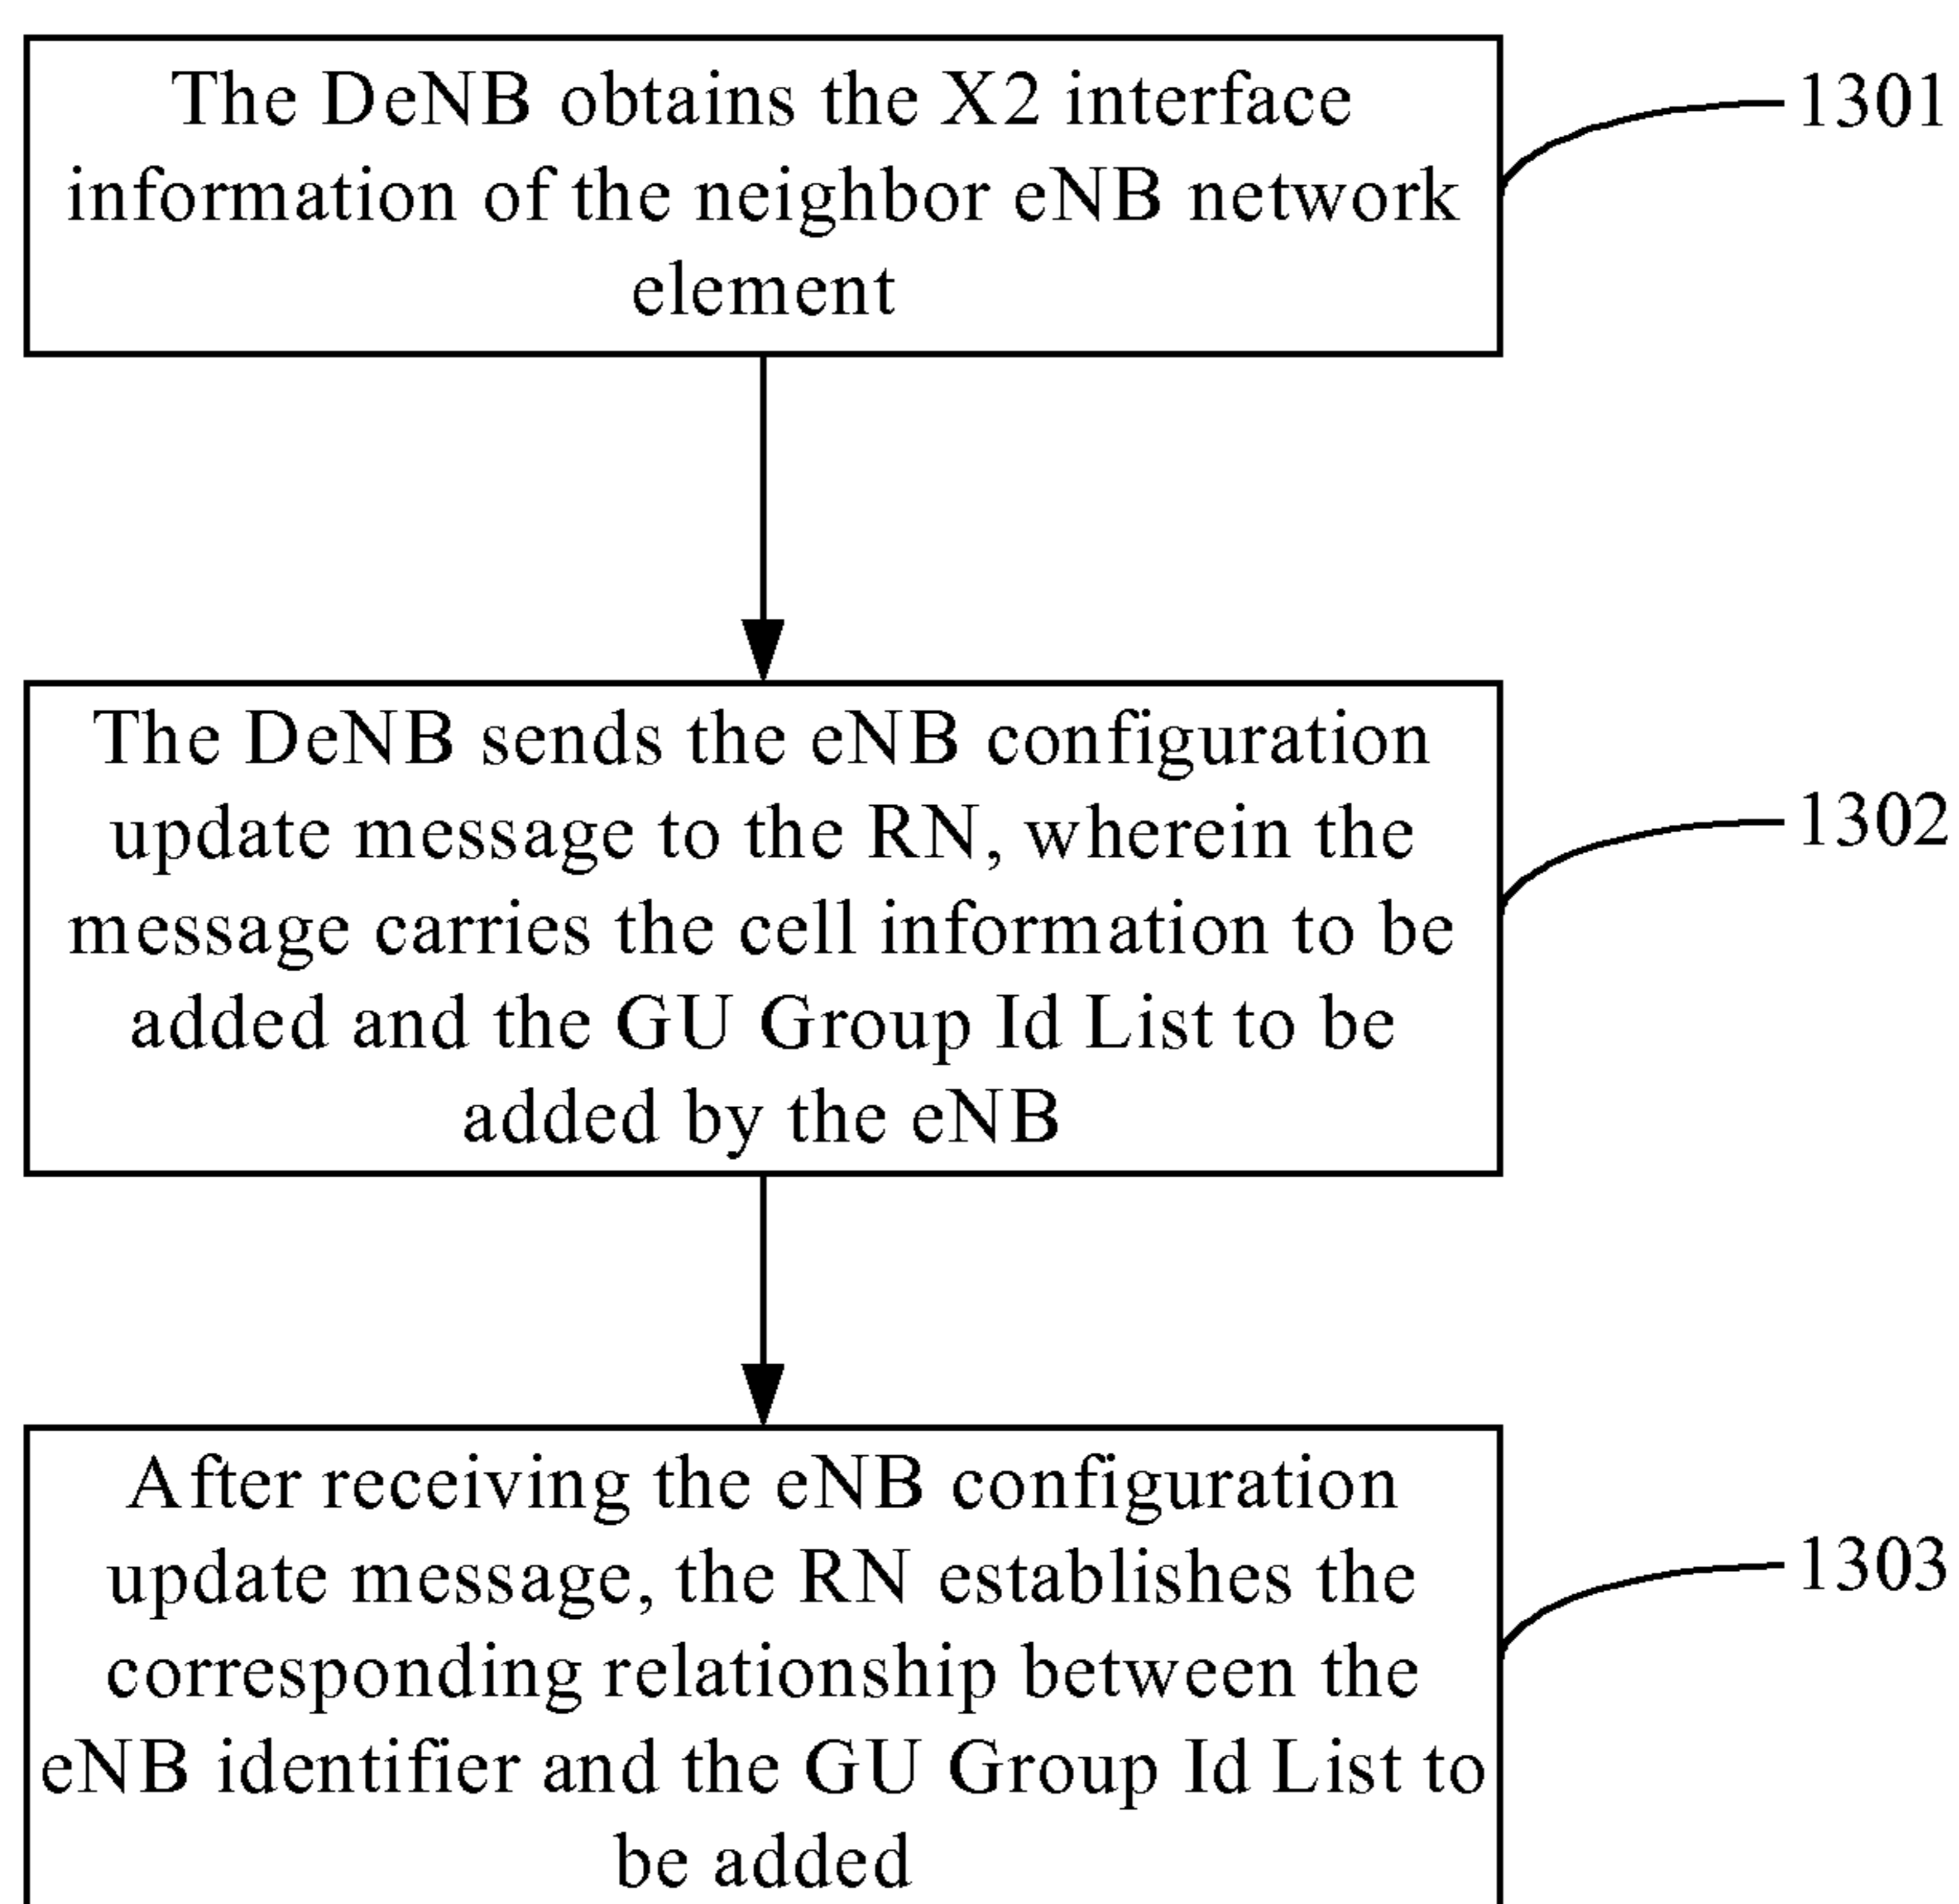 The DeNB obtains the X2 interface
information of the neighbor eNB network
element
1301
The DeNB sends the eNB configuration
update message to the RN, wherein the
message carries the cell information to be
added and the GU Group Id List to be
added by the eNB
1302
After receiving the eNB configuration
update message, the RN establishes the
corresponding relationship between the
eNB identifier and the GU Group Id List to
be added
1303